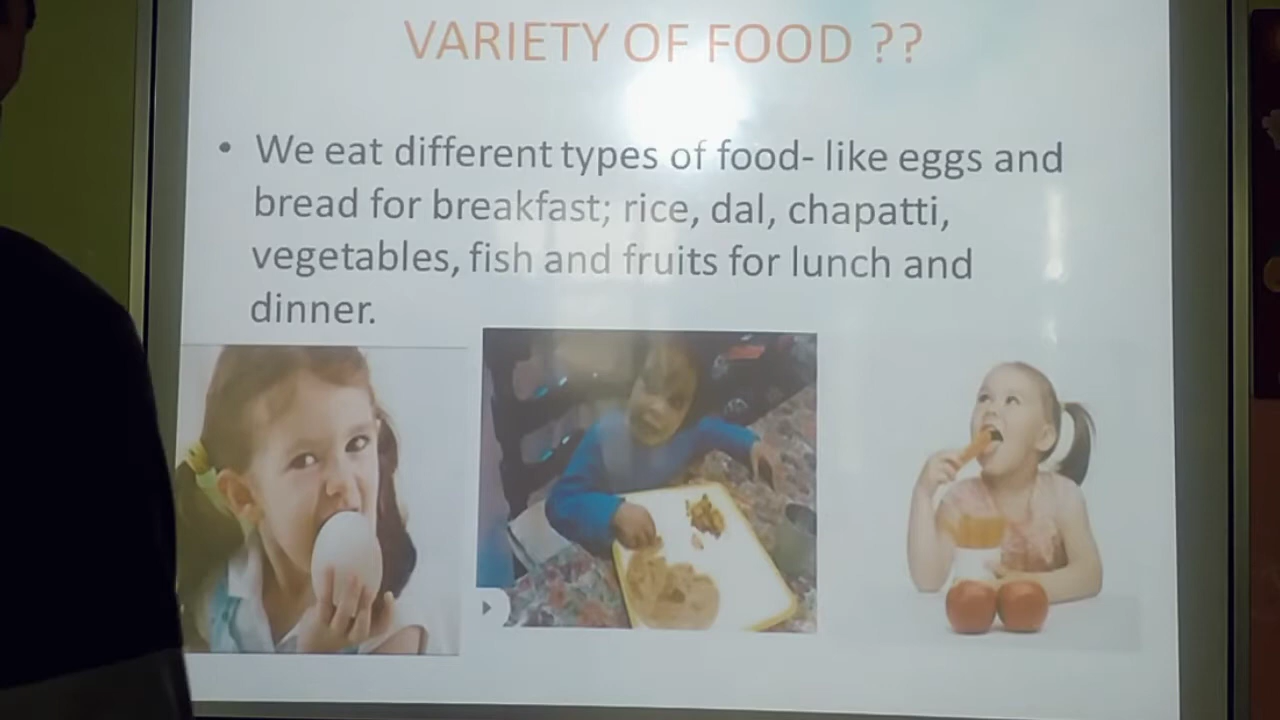 VARIETY OF FOOD ??
• We eat different types of food- like eggs and
bread for breakfast; rice, dal, chapatti,
vegetables, fish and fruits for lunch and
dinner.